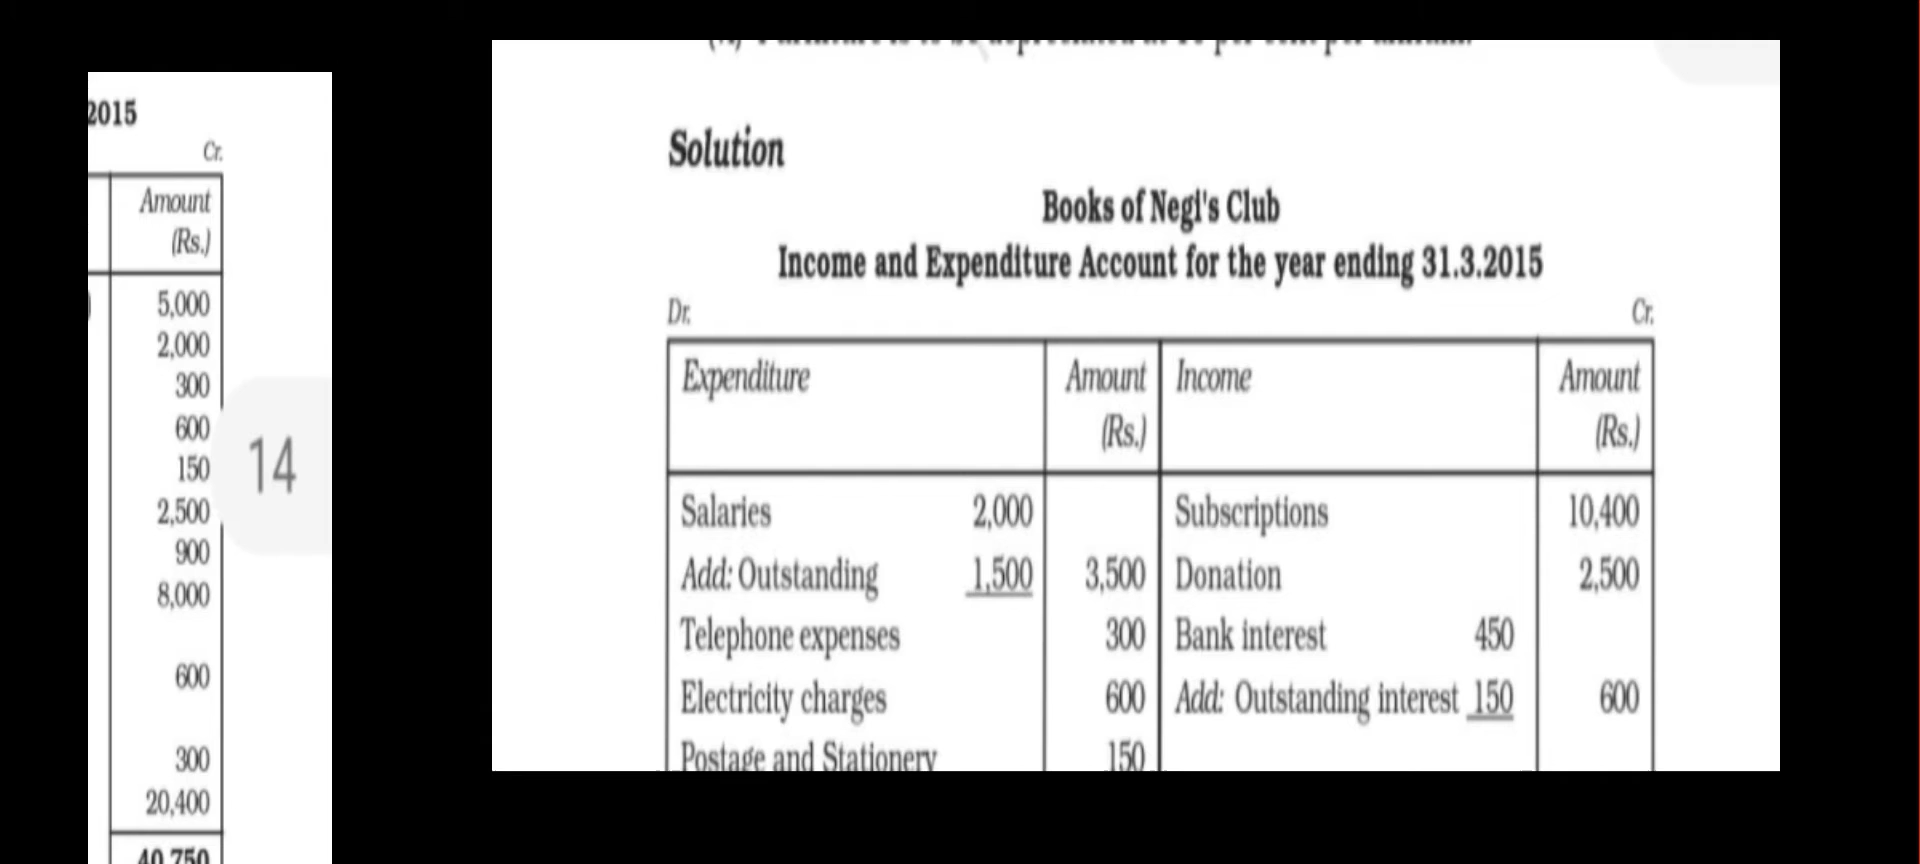 2015
Cr.
Amount
(Rs.)
5,000
2,000
300
600
150
2,500
900
8,000
600
300
20,400
40,750
14
Solution
Books of Negi's Club
Income and Expenditure Account for the year ending 31.3.2015
Dr. Cr.
Expenditure Amount Income Amount
(Rs.) (Rs.)
Salaries 2,000 Subscriptions 10,400
Add: Outstanding 1,500 3,500 Donation 2,500
Telephone expenses 300 Bank interest 450
Electricity charges 600 Add: Outstanding interest 150 600
Postage and Stationery 150